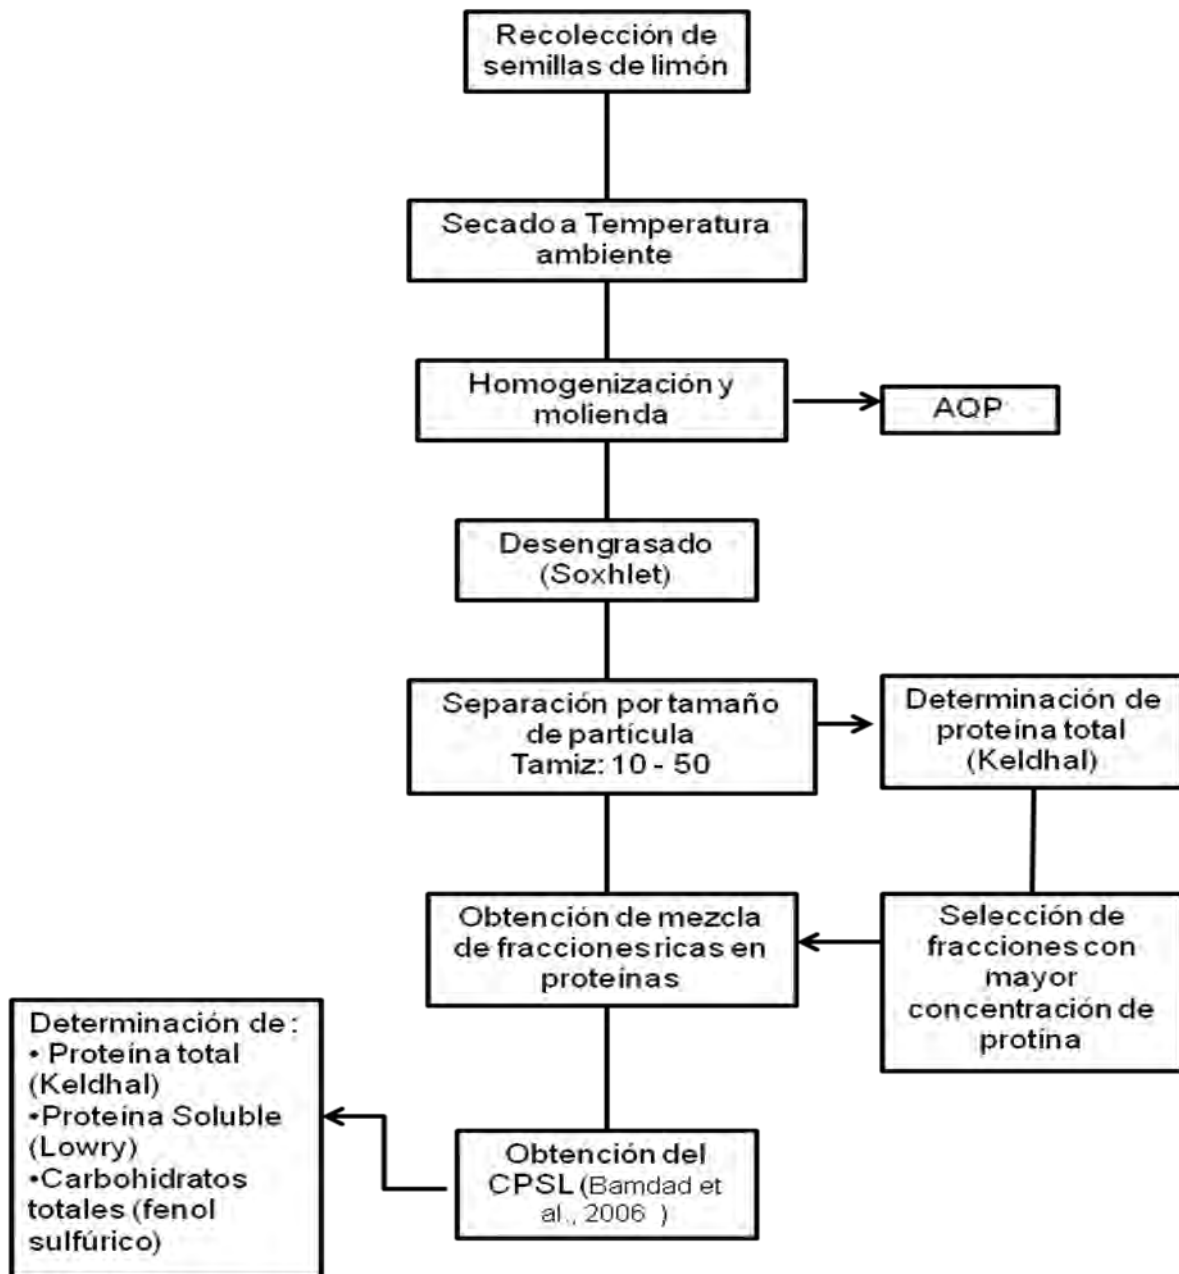 Recolección de
semillas de limón
Secado a Temperatura
ambiente
Homogenización y
molienda
AQP
Desengrasado
(Soxhlet)
Separación por tamaño
de partícula
Tamiz: 10 - 50
Determinación de
proteína total
(Keldhal)
Selección de
fracciones con
mayor
concentración de
protína
Obtención de mezcla
de fracciones ricas en
proteínas
Obtención del
CPSL (Bamdad et
al., 2006 )
Determinación de :
• Proteína total
(Keldhal)
•Proteína Soluble
(Lowry)
•Carbohidratos
totales (fenol
sulfúrico)